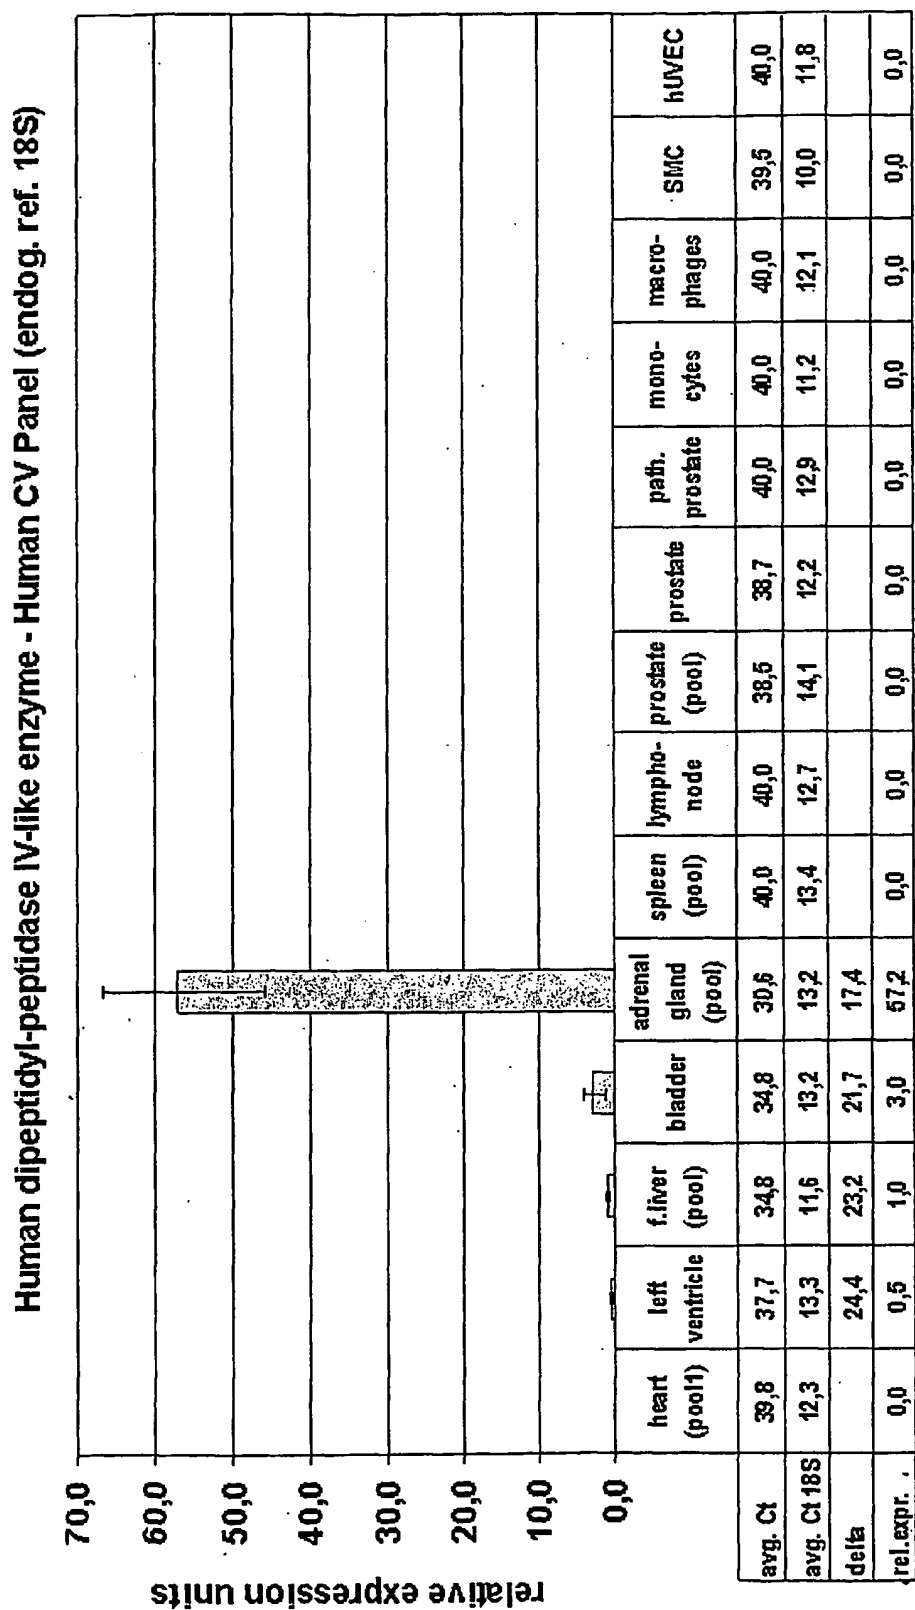 Human dipeptidyl-peptidase IV-like enzyme - Human CV Panel (endog. ref. 18S)
relative expression units
70,0
60,0
50,0
40,0
30,0
20,0
10,0
0,0
heart (pool1) left ventricle f.liver (pool) bladder adrenal gland (pool) spleen (pool) lympho-node prostate (pool) prostate path. prostate mono-cytes macro-phages SMC hUVEC
avg. Ct 39,8 37,7 34,8 34,8 30,6 40,0 40,0 38,5 38,7 40,0 40,0 40,0 39,5 40,0
avg. Ct 18S 12,3 13,3 11,6 13,2 13,2 13,4 12,7 14,1 12,2 12,9 11,2 12,1 10,0 11,8
delta 24,4 23,2 21,7 17,4
rel.expr. 0,0 0,5 1,0 3,0 57,2 0,0 0,0 0,0 0,0 0,0 0,0 0,0 0,0 0,0